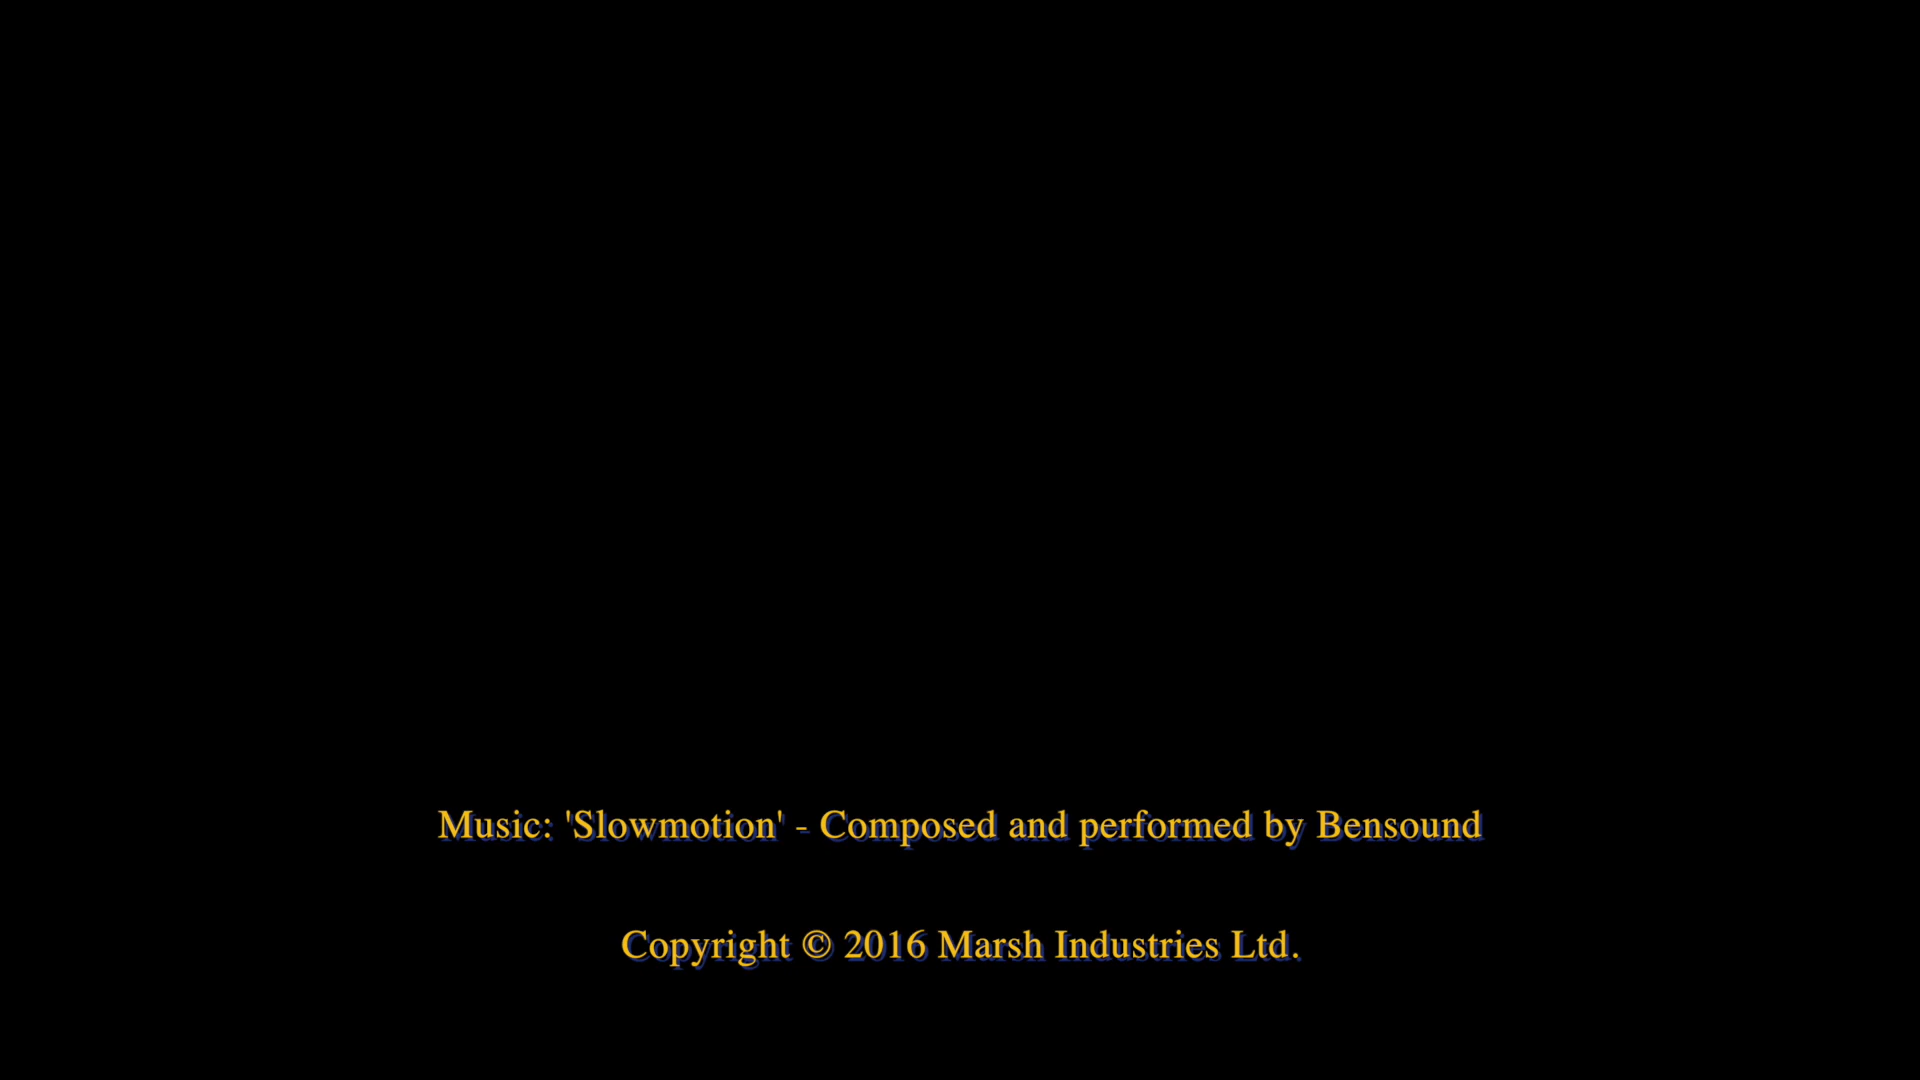 Music: 'Slowmotion' - Composed and performed by Bensound
Copyright © 2016 Marsh Industries Ltd.